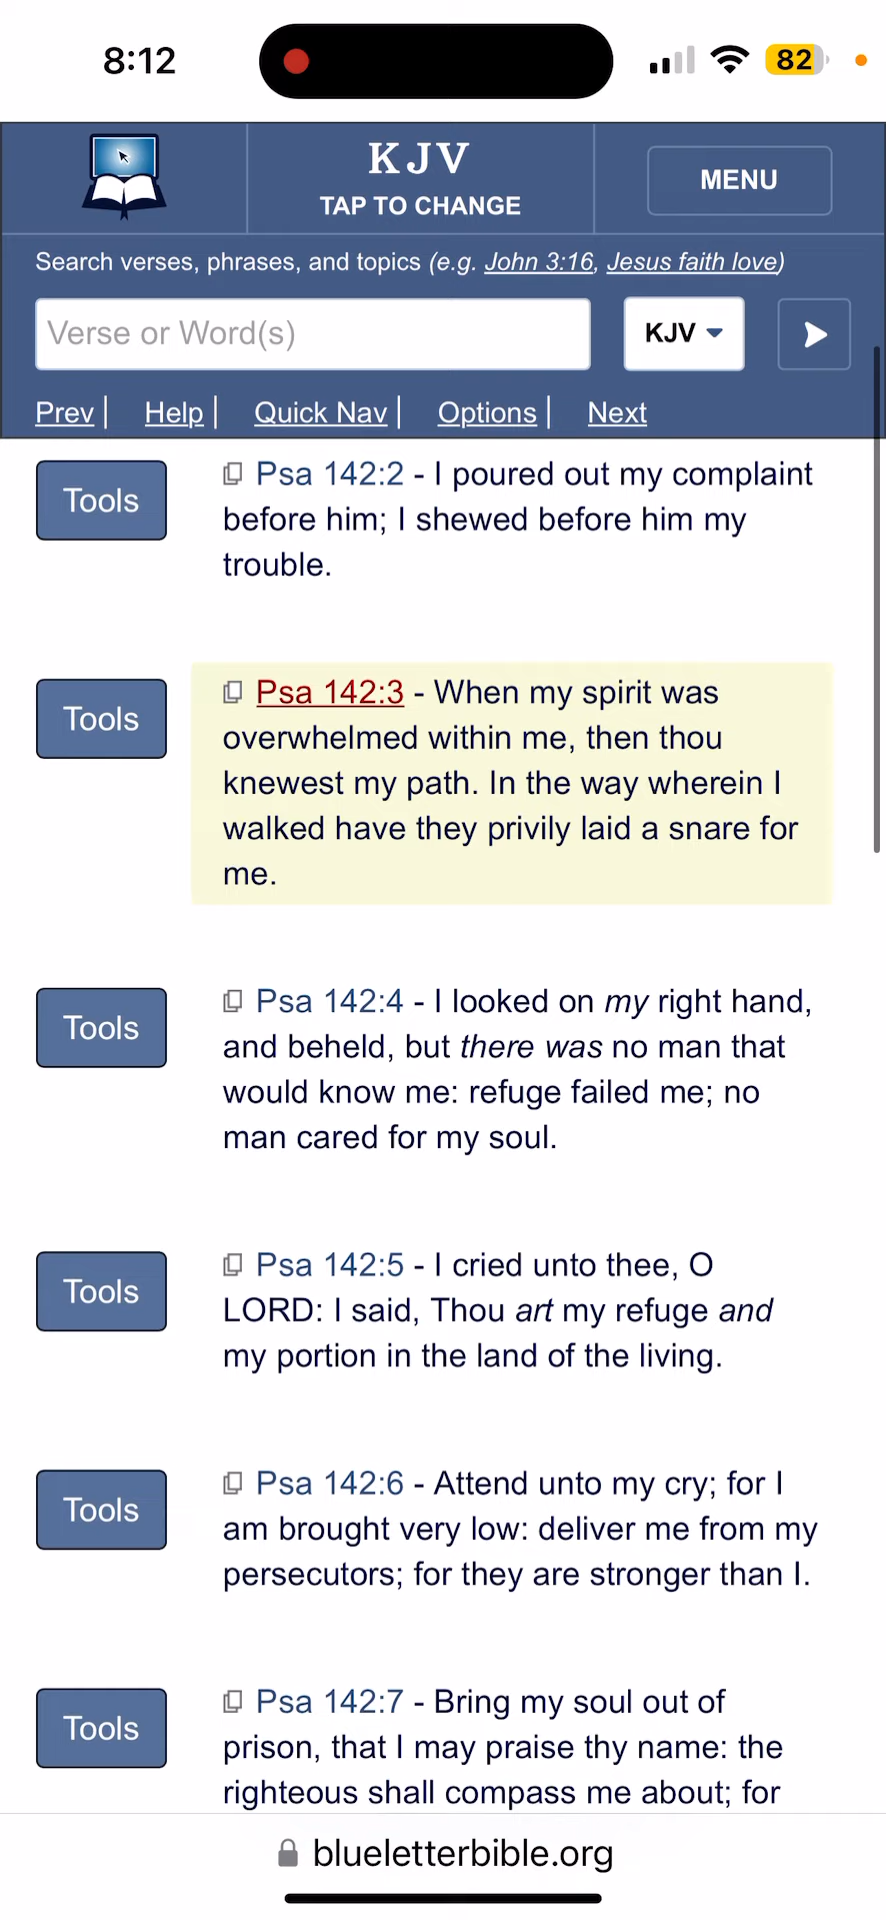 8:12
82
KJV
TAP TO CHANGE
MENU
Search verses, phrases, and topics (e.g. John 3:16, Jesus faith love)
Verse or Word(s)
KJV
Prev | Help | Quick Nav | Options | Next
Tools
Psa 142:2 - I poured out my complaint
before him; I shewed before him my
trouble.
Tools
Psa 142:3 - When my spirit was
overwhelmed within me, then thou
knewest my path. In the way wherein I
walked have they privily laid a snare for
me.
Tools
Psa 142:4 - I looked on my right hand,
and beheld, but there was no man that
would know me: refuge failed me; no
man cared for my soul.
Tools
Psa 142:5 - I cried unto thee, O
LORD: I said, Thou art my refuge and
my portion in the land of the living.
Tools
Psa 142:6 - Attend unto my cry; for I
am brought very low: deliver me from my
persecutors; for they are stronger than I.
Tools
Psa 142:7 - Bring my soul out of
prison, that I may praise thy name: the
righteous shall compass me about; for
blueletterbible.org